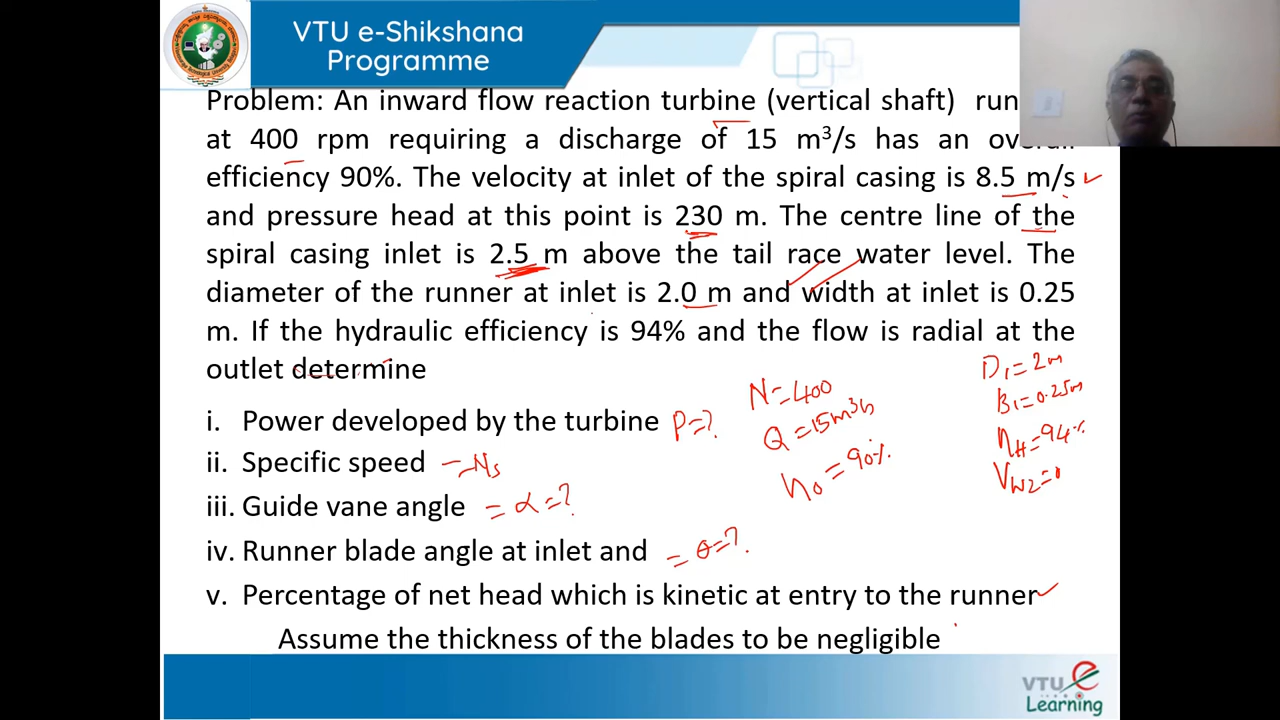 VTU e-Shikshana
Programme
Problem: An inward flow reaction turbine (vertical shaft) run
at 400 rpm requiring a discharge of 15 m³/s has an overall
efficiency 90%. The velocity at inlet of the spiral casing is 8.5 m/s
and pressure head at this point is 230 m. The centre line of the
spiral casing inlet is 2.5 m above the tail race water level. The
diameter of the runner at inlet is 2.0 m and width at inlet is 0.25
m. If the hydraulic efficiency is 94% and the flow is radial at the
outlet determine
i. Power developed by the turbine P=?
ii. Specific speed = Ns
iii. Guide vane angle = α=?
iv. Runner blade angle at inlet and = θ=?
v. Percentage of net head which is kinetic at entry to the runner
Assume the thickness of the blades to be negligible
N=400
Q=15m³/s
η₀=90%
D₁=2m
B₁=0.25m
ηH=94%
VW2=0
VTU e
Learning